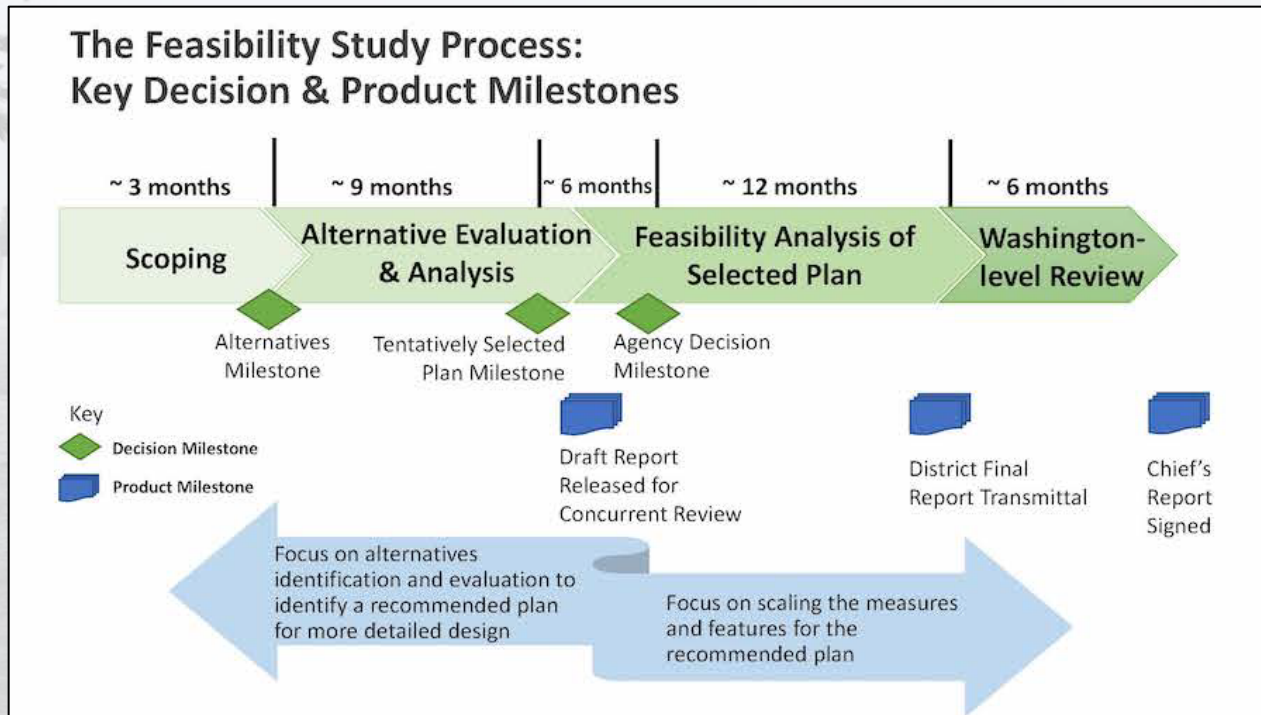 The Feasibility Study Process:
Key Decision & Product Milestones
~ 3 months
~ 9 months
~ 6 months
~ 12 months
~ 6 months
Scoping
Alternative Evaluation
& Analysis
Feasibility Analysis of
Selected Plan
Washington-
level Review
Alternatives
Milestone
Tentatively Selected
Plan Milestone
Agency Decision
Milestone
Key
Decision Milestone
Product Milestone
Draft Report
Released for
Concurrent Review
District Final
Report Transmittal
Chief's
Report
Signed
Focus on alternatives
identification and evaluation to
identify a recommended plan
for more detailed design
Focus on scaling the measures
and features for the
recommended plan